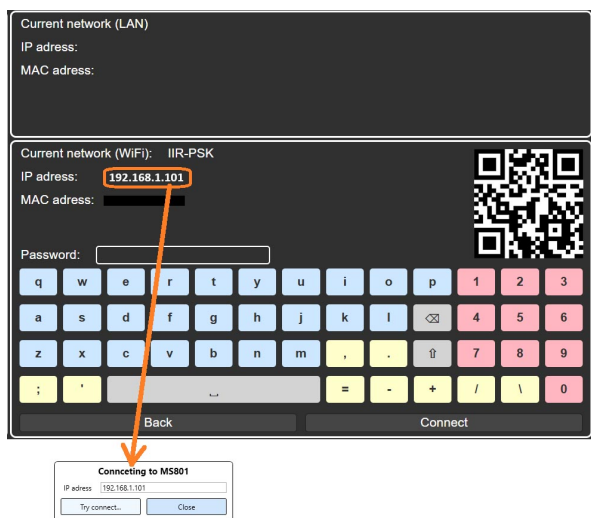 Current network (LAN)
IP adress:
MAC adress:
Current network (WiFi): IIR-PSK
IP adress: 192.168.1.101
MAC adress:
Password:
q w e r t y u i o p 1 2 3
a s d f g h j k l ⌫ 4 5 6
z x c v b n m , . ⇧ 7 8 9
; ' ⎵ = - + / \ 0
Back Connect
Connceting to MS801
IP adress 192.168.1.101
Try connect... Close